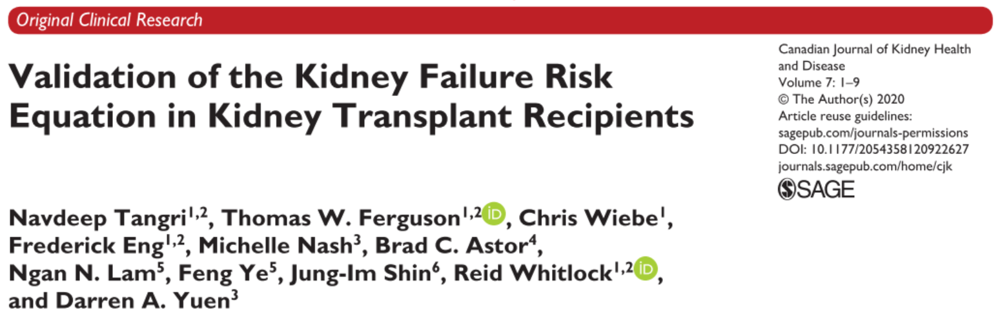 Original Clinical Research
Validation of the Kidney Failure Risk
Equation in Kidney Transplant Recipients
Canadian Journal of Kidney Health
and Disease
Volume 7: 1–9
© The Author(s) 2020
Article reuse guidelines:
sagepub.com/journals-permissions
DOI: 10.1177/2054358120922627
journals.sagepub.com/home/cjk
SAGE
Navdeep Tangri1,2, Thomas W. Ferguson1,2 iD, Chris Wiebe1,
Frederick Eng1,2, Michelle Nash3, Brad C. Astor4,
Ngan N. Lam5, Feng Ye5, Jung-Im Shin6, Reid Whitlock1,2 iD,
and Darren A. Yuen3